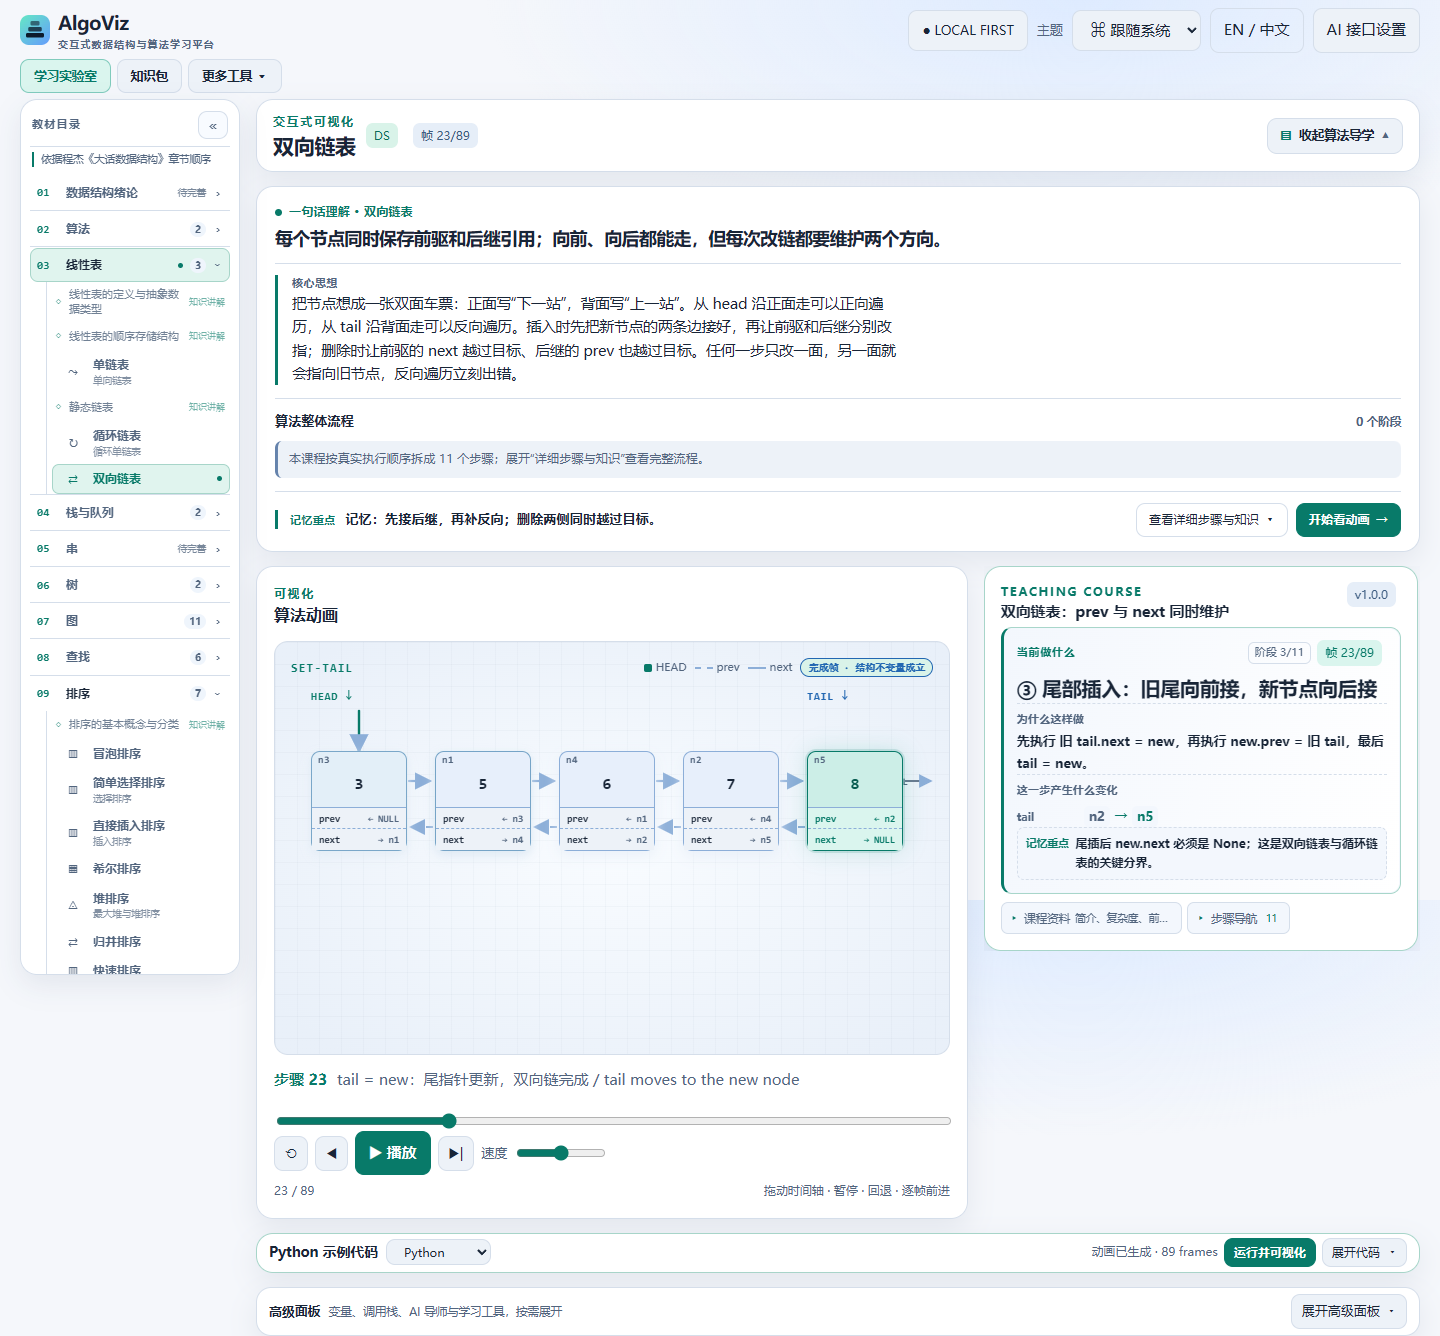 AlgoViz
交互式数据结构与算法学习平台
● LOCAL FIRST
主题
⌘ 跟随系统
EN / 中文
AI 接口设置
学习实验室
知识包
更多工具
教材目录
«
依据程杰《大话数据结构》章节顺序
01 数据结构绪论 待完善 ›
02 算法 2 ›
03 线性表 3
线性表的定义与抽象数据类型 知识讲解
线性表的顺序存储结构 知识讲解
单链表
单向链表
静态链表 知识讲解
循环链表
循环单链表
双向链表
04 栈与队列 2 ›
05 串 待完善 ›
06 树 2 ›
07 图 11 ›
08 查找 6 ›
09 排序 7
排序的基本概念与分类 知识讲解
冒泡排序
简单选择排序
选择排序
直接插入排序
插入排序
希尔排序
堆排序
最大堆与堆排序
归并排序
快速排序
交互式可视化
双向链表
DS
帧 23/89
收起算法导学 ▲
一句话理解 • 双向链表
每个节点同时保存前驱和后继引用；向前、向后都能走，但每次改链都要维护两个方向。
核心思想
把节点想成一张双面车票：正面写“下一站”，背面写“上一站”。从 head 沿正面走可以正向遍
历，从 tail 沿背面走可以反向遍历。插入时先把新节点的两条边接好，再让前驱和后继分别改
指；删除时让前驱的 next 越过目标、后继的 prev 也越过目标。任何一步只改一面，另一面就
会指向旧节点，反向遍历立刻出错。
算法整体流程
0 个阶段
本课程按真实执行顺序拆成 11 个步骤；展开“详细步骤与知识”查看完整流程。
记忆重点 记忆：先接后继，再补反向；删除两侧同时越过目标。
查看详细步骤与知识
开始看动画 →
可视化
算法动画
SET-TAIL
HEAD
prev
next
完成帧 · 结构不变量成立
HEAD ↓
TAIL ↓
n3
3
prev ← NULL
next → n1
n1
5
prev ← n3
next → n4
n4
6
prev ← n1
next → n2
n2
7
prev ← n4
next → n5
n5
8
prev ← n2
next → NULL
步骤 23 tail = new：尾指针更新，双向链完成 / tail moves to the new node
▶ 播放
速度
23 / 89
拖动时间轴 · 暂停 · 回退 · 逐帧前进
TEACHING COURSE
双向链表：prev 与 next 同时维护
v1.0.0
当前做什么
阶段 3/11
帧 23/89
③ 尾部插入：旧尾向前接，新节点向后接
为什么这样做
先执行 旧 tail.next = new，再执行 new.prev = 旧 tail，最后
tail = new。
这一步产生什么变化
tail n2 → n5
记忆重点 尾插后 new.next 必须是 None；这是双向链表与循环链
表的关键分界。
课程资料 简介、复杂度、前...
步骤导航 11
Python 示例代码
Python
动画已生成 · 89 frames
运行并可视化
展开代码
高级面板 变量、调用栈、AI 导师与学习工具，按需展开
展开高级面板